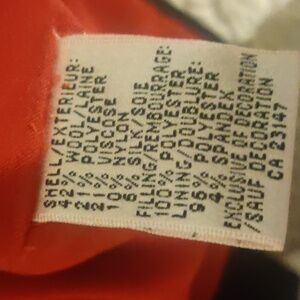 SHELL/EXTERIEUR:
42% WOOL/LAINE
21% POLYESTER
21% VISCOSE
10% NYLON
6% SILK SOIE
FILLING/REMBOURRAGE:
100% POLYESTER
LINING/DOUBLURE:
96% POLYESTER
4% SPANDEX
EXCLUSIVE OF DECORATION
/SAUF DECORATION
CA 23147